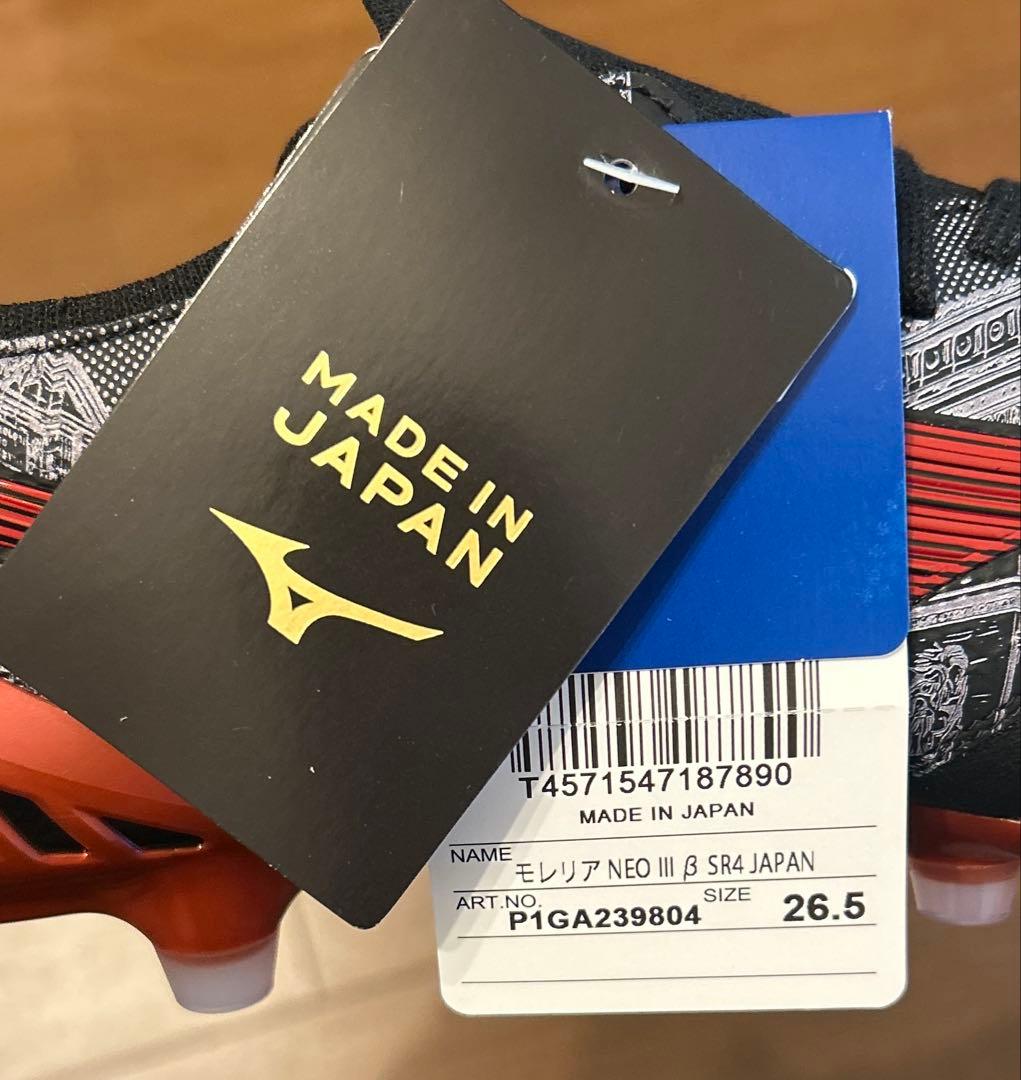 MADE IN
JAPAN
T4571547187890
MADE IN JAPAN
NAME モレリア NEO III β SR4 JAPAN
ART.NO. P1GA239804 SIZE 26.5